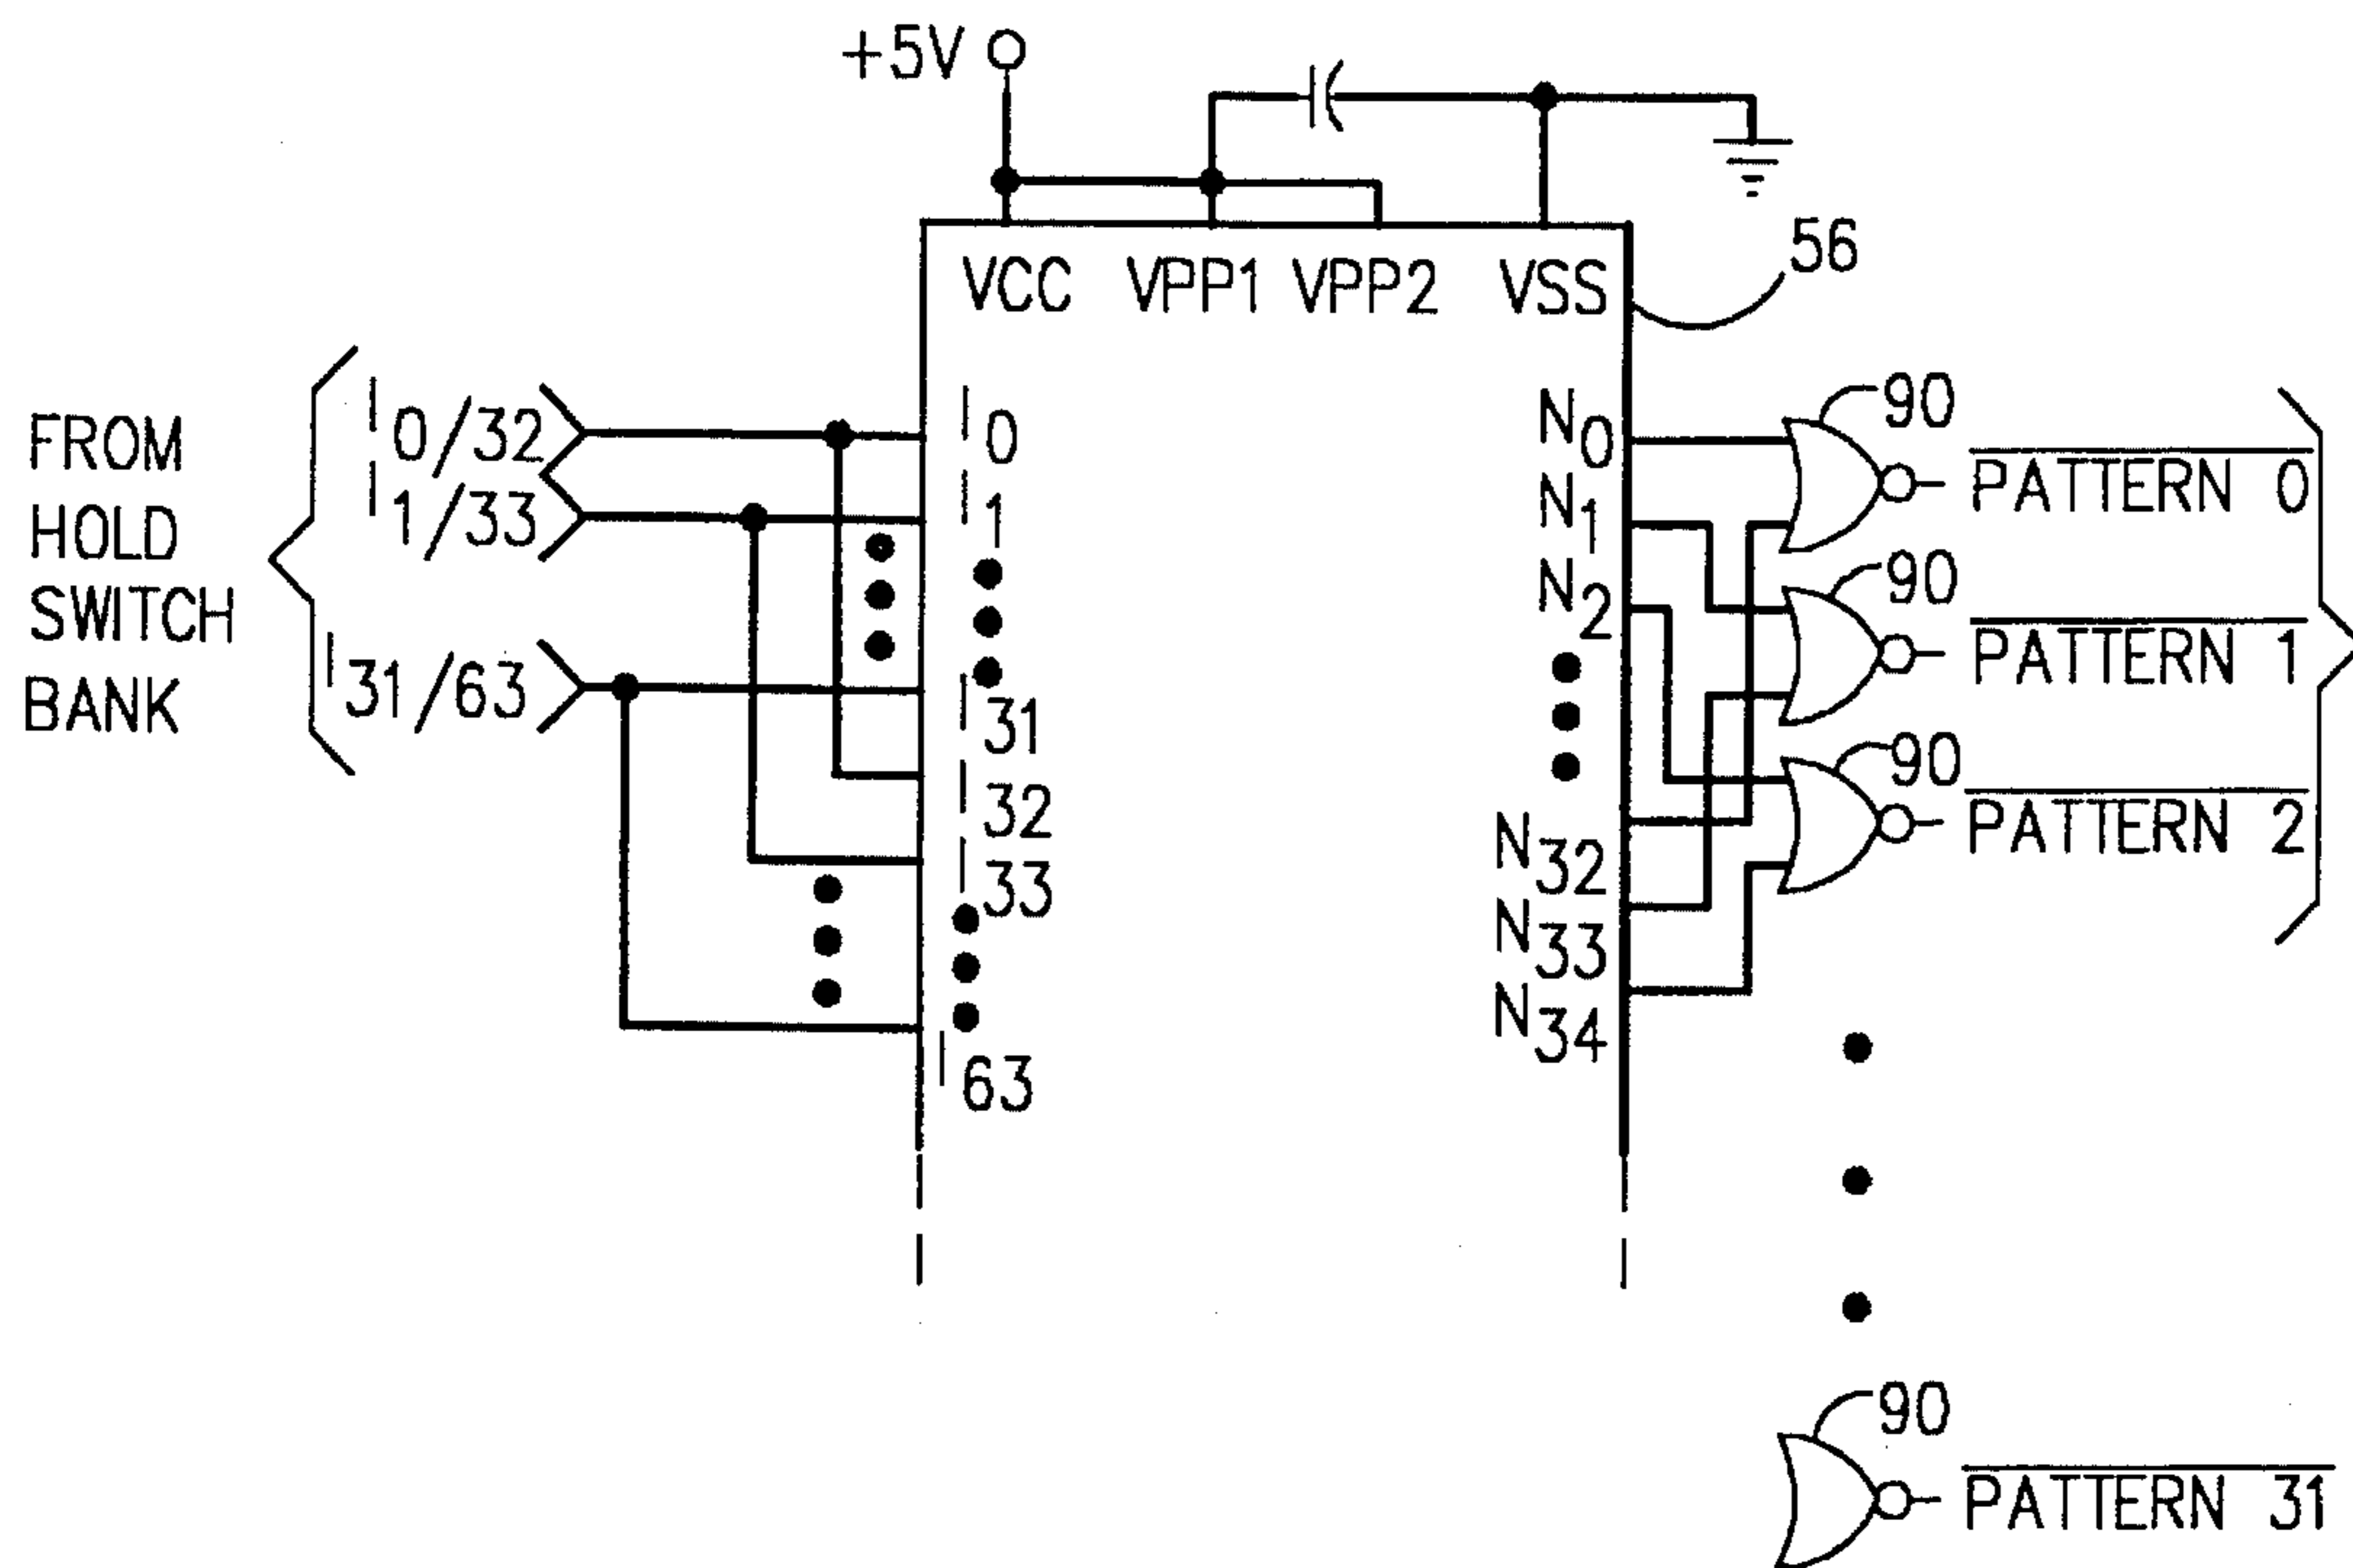 +5V
VCC VPP1 VPP2 VSS
56
FROM
HOLD
SWITCH
BANK
I0/32
I1/33
I31/63
I0
I1
I31
I32
I33
I63
N0
N1
N2
N32
N33
N34
90
PATTERN 0
90
PATTERN 1
90
PATTERN 2
90
PATTERN 31